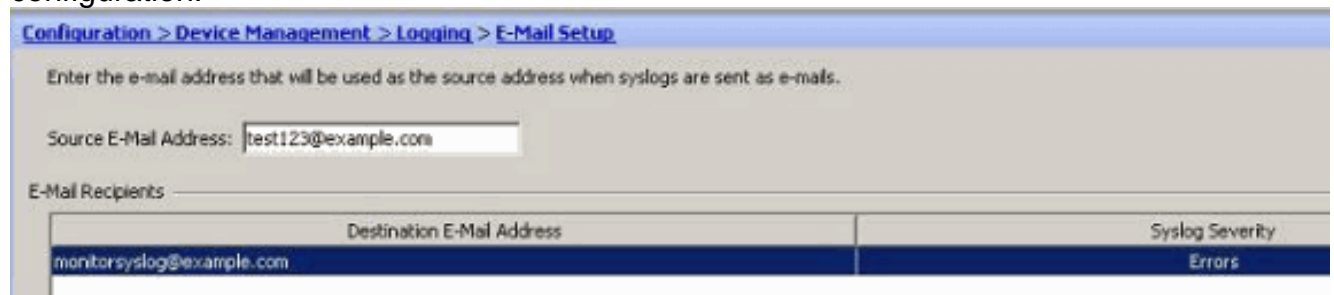 configuration.
Configuration > Device Management > Logging > E-Mail Setup
Enter the e-mail address that will be used as the source address when syslogs are sent as e-mails.
Source E-Mail Address: test123@example.com
E-Mail Recipients
Destination E-Mail Address Syslog Severity
monitorsyslog@example.com Errors